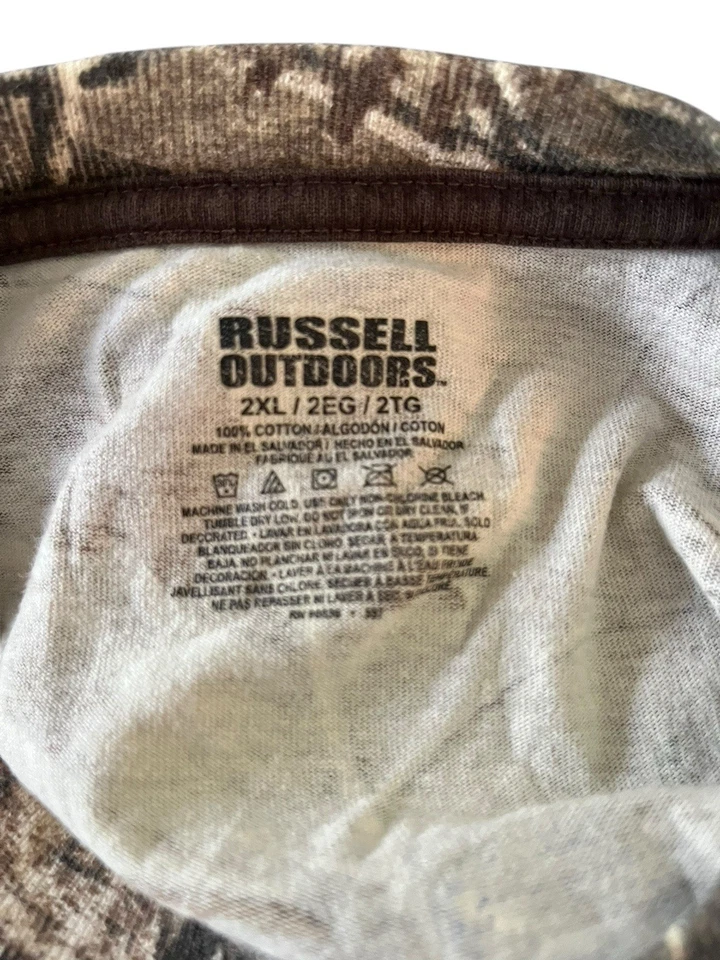 RUSSELL
OUTDOORS™
2XL / 2EG / 2TG
100% COTTON / ALGODÓN / COTON
MADE IN EL SALVADOR / HECHO EN EL SALVADOR
FABRIQUÉ AU EL SALVADOR
MACHINE WASH COLD. USE ONLY NON-CHLORINE BLEACH.
TUMBLE DRY LOW. DO NOT IRON OR DRY CLEAN, IF
DECORATED. • LAVAR EN LAVADORA CON AGUA FRÍA. SOLO
BLANQUEADOR SIN CLORO. SECAR A TEMPERATURA
BAJA. NO PLANCHAR NI LAVAR EN SECO, SI TIENE
DECORACIÓN. • LAVER À LA MACHINE À L'EAU FROIDE
JAVELLISANT SANS CHLORE. SÉCHER À BASSE TEMPÉRATURE.
NE PAS REPASSER NI LAVER À SEC, SI
RN